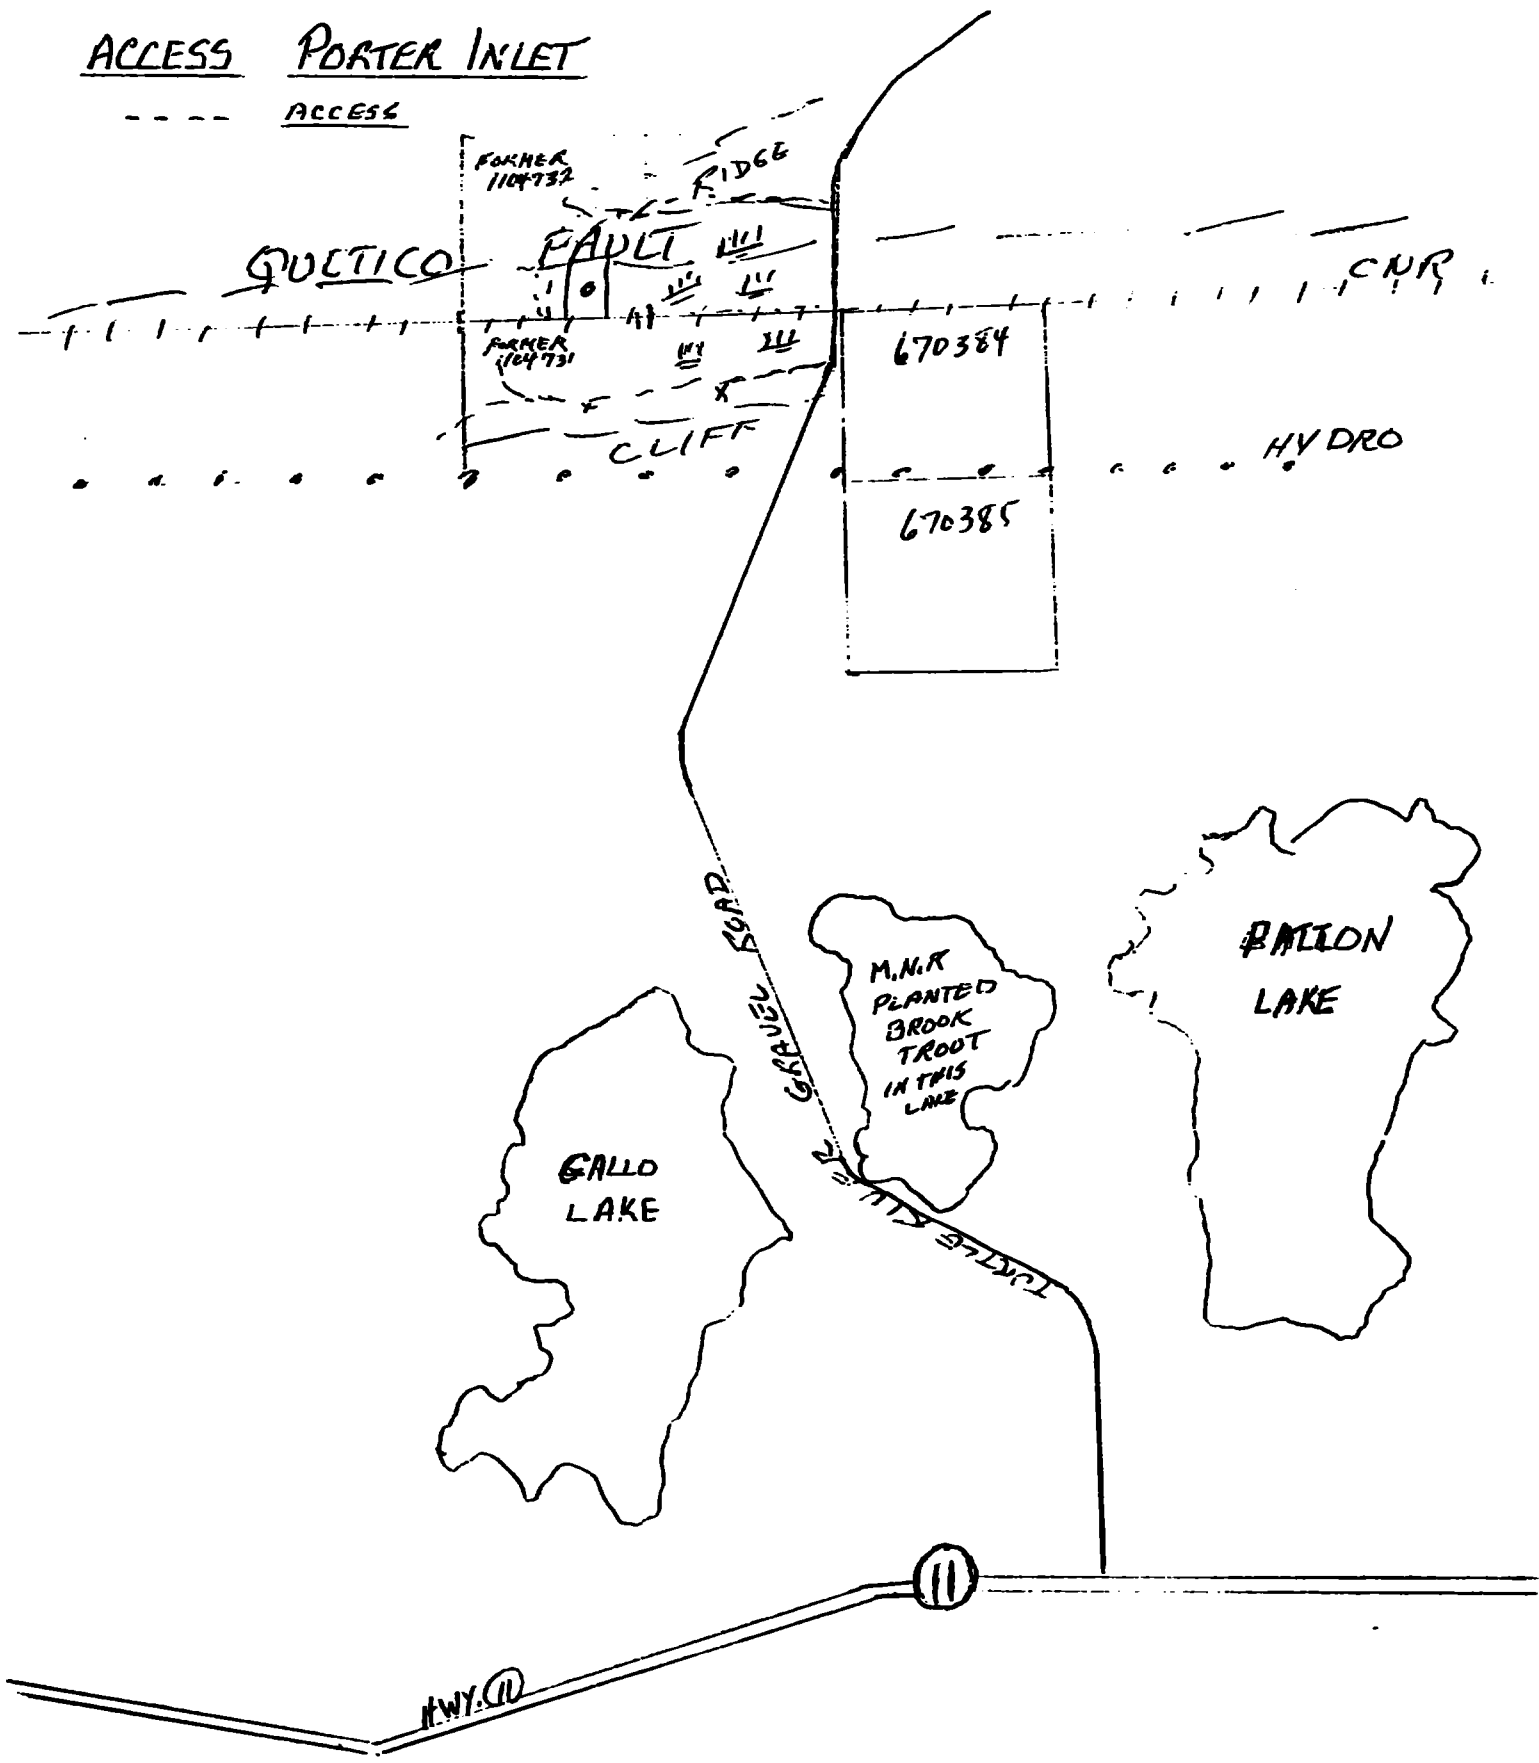 ACCESS PORTER INLET
---- ACCESS
FORMER
1104732
RIDGE
QUETICO FAULT
CNR
FORMER
1104731
670384
CLIFF
HYDRO
670385
GRAVEL ROAD
M.N.R
PLANTED
BROOK
TROUT
IN THIS
LAKE
LAKE
GALLO
LAKE
TURTLE
11
HWY. 11